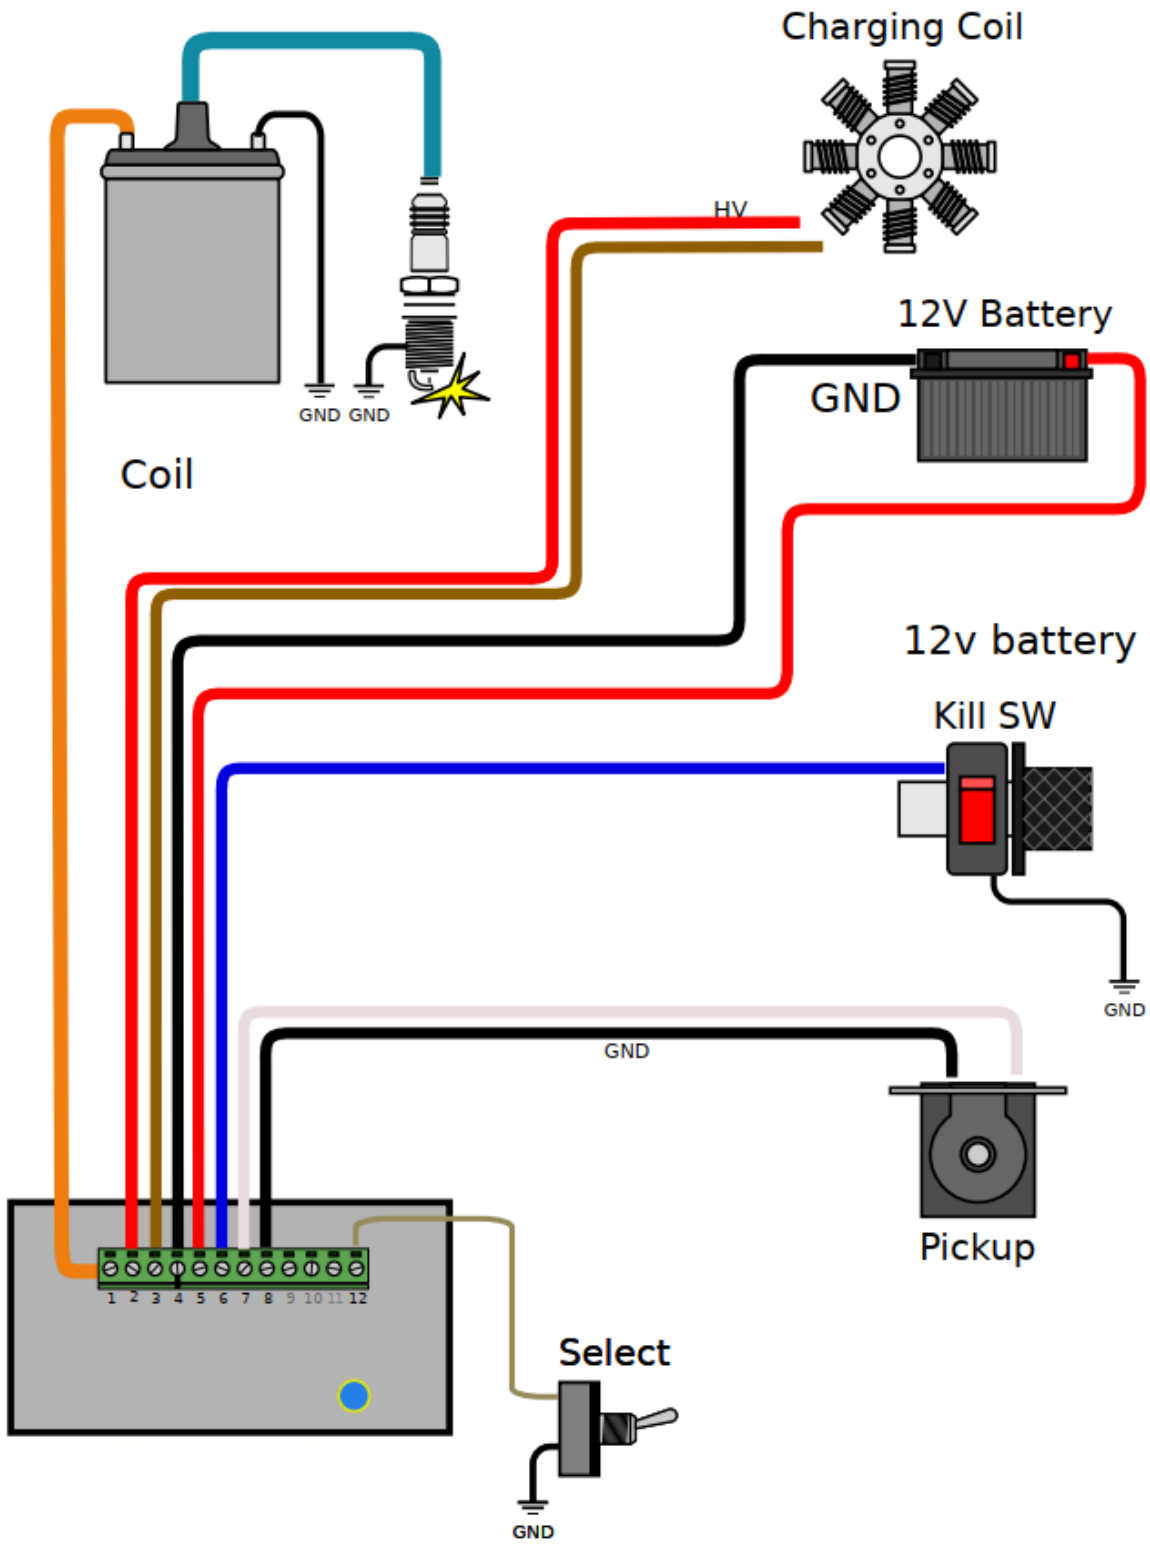 Charging Coil
HV
12V Battery
GND
GND GND
Coil
12v battery
Kill SW
GND
GND
Pickup
1 2 3 4 5 6 7 8 9 10 11 12
Select
GND